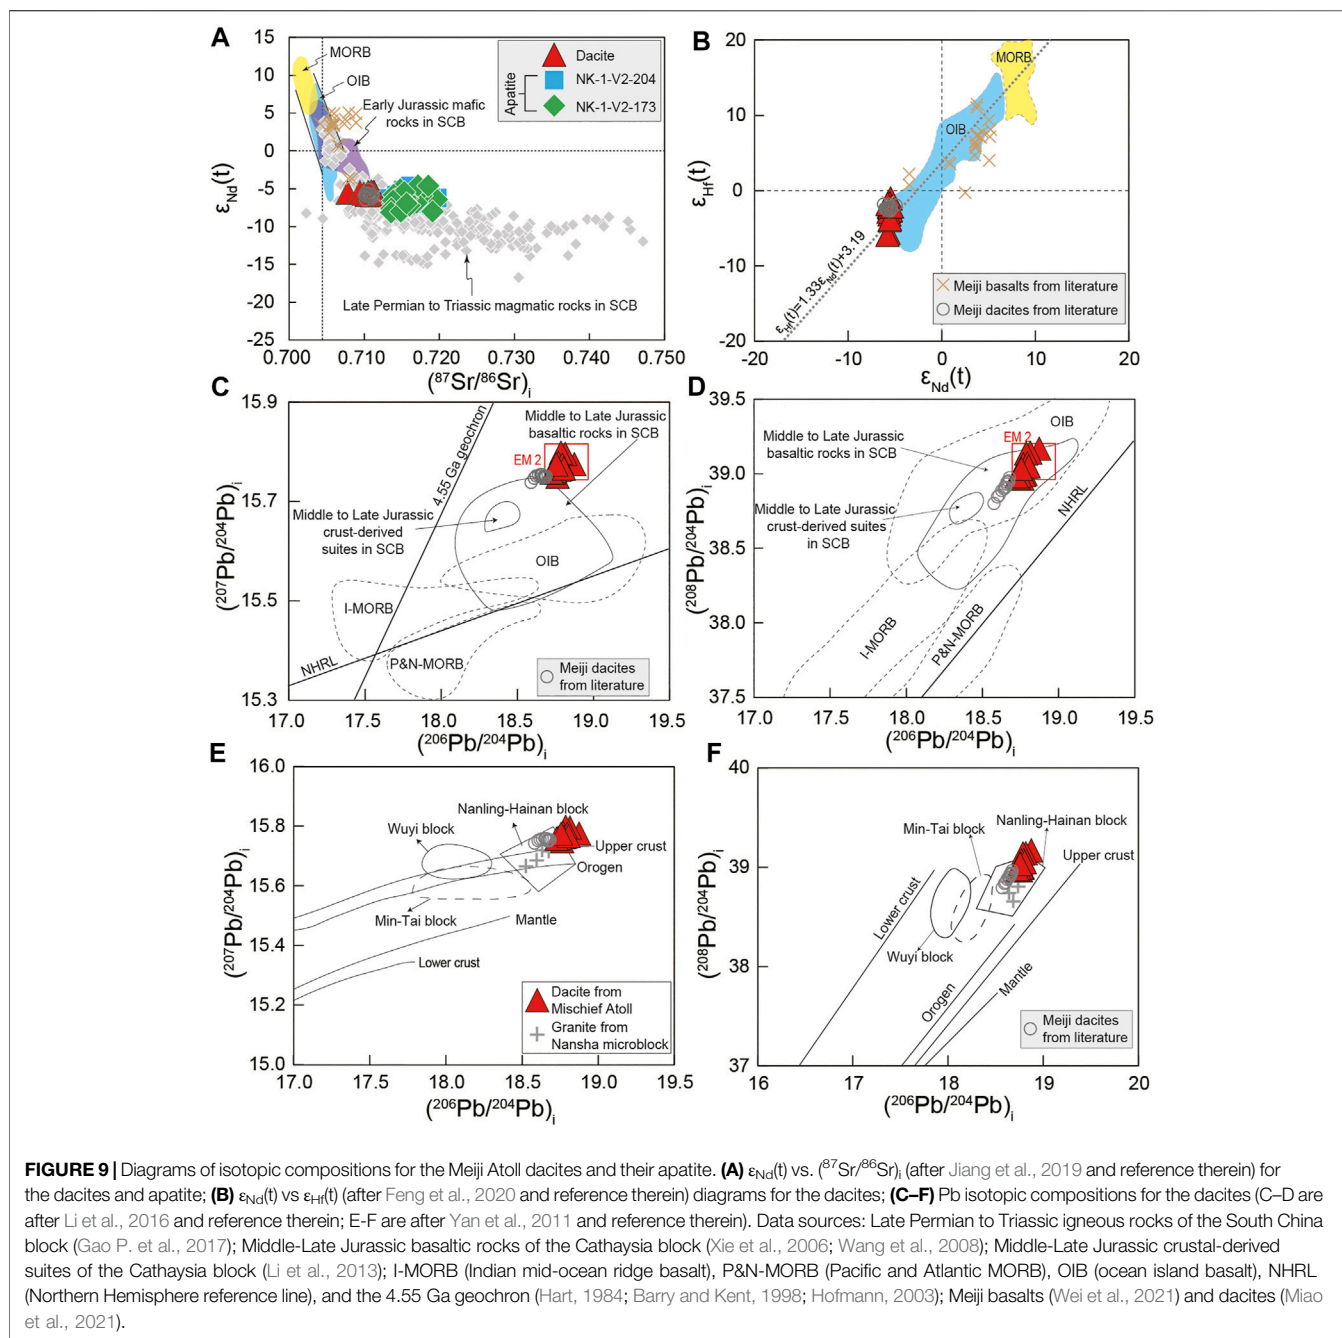 A
15
10
5
0
-5
-10
-15
-20
-25
εNd(t)
MORB
OIB
Early Jurassic mafic
rocks in SCB
Late Permian to Triassic magmatic rocks in SCB
Dacite
Apatite
NK-1-V2-204
NK-1-V2-173
0.700 0.710 0.720 0.730 0.740 0.750
(87Sr/86Sr)i
B
20
10
0
-10
-20
εHf(t)
MORB
OIB
εHf(t)=1.33εNd(t)+3.19
Meiji basalts from literature
Meiji dacites from literature
-20 -10 0 10 20
εNd(t)
C
15.9
15.7
15.5
15.3
(207Pb/204Pb)i
4.55 Ga geochron
Middle to Late Jurassic
basaltic rocks in SCB
EM 2
Middle to Late Jurassic
crust-derived
suites in SCB
OIB
I-MORB
NHRL
P&N-MORB
Meiji dacites
from literature
17.0 17.5 18.0 18.5 19.0 19.5
(206Pb/204Pb)i
D
39.5
39.0
38.5
38.0
37.5
(208Pb/204Pb)i
OIB
Middle to Late Jurassic
basaltic rocks in SCB
EM 2
NHRL
Middle to Late Jurassic
crust-derived suites
in SCB
I-MORB
P&N-MORB
17.0 17.5 18.0 18.5 19.0 19.5
(206Pb/204Pb)i
E
16.0
15.8
15.6
15.4
15.2
15.0
(207Pb/204Pb)i
Nanling-Hainan block
Wuyi block
Upper crust
Orogen
Min-Tai block
Mantle
Lower crust
Dacite from
Mischief Atoll
Granite from
Nansha microblock
17.0 17.5 18.0 18.5 19.0 19.5
(206Pb/204Pb)i
F
40
39
38
37
(208Pb/204Pb)i
Min-Tai block
Nanling-Hainan block
Upper crust
Lower crust
Wuyi block
Orogen
Mantle
Meiji dacites
from literature
16 17 18 19 20
(206Pb/204Pb)i
FIGURE 9 | Diagrams of isotopic compositions for the Meiji Atoll dacites and their apatite. (A) εNd(t) vs. (87Sr/86Sr)i (after Jiang et al., 2019 and reference therein) for
the dacites and apatite; (B) εNd(t) vs εHf(t) (after Feng et al., 2020 and reference therein) diagrams for the dacites; (C–F) Pb isotopic compositions for the dacites (C–D are
after Li et al., 2016 and reference therein; E-F are after Yan et al., 2011 and reference therein). Data sources: Late Permian to Triassic igneous rocks of the South China
block (Gao P. et al., 2017); Middle-Late Jurassic basaltic rocks of the Cathaysia block (Xie et al., 2006; Wang et al., 2008); Middle-Late Jurassic crustal-derived
suites of the Cathaysia block (Li et al., 2013); I-MORB (Indian mid-ocean ridge basalt), P&N-MORB (Pacific and Atlantic MORB), OIB (ocean island basalt), NHRL
(Northern Hemisphere reference line), and the 4.55 Ga geochron (Hart, 1984; Barry and Kent, 1998; Hofmann, 2003); Meiji basalts (Wei et al., 2021) and dacites (Miao
et al., 2021).